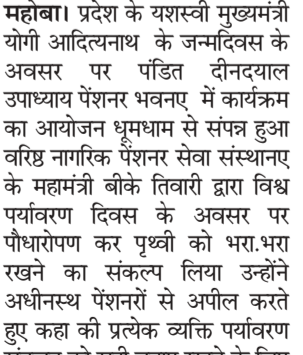 महोबा। प्रदेश के यशस्वी मुख्यमंत्री
योगी आदित्यनाथ के जन्मदिवस के
अवसर पर पंडित दीनदयाल
उपाध्याय पेंशनर भवनए में कार्यक्रम
का आयोजन धूमधाम से संपन्न हुआ
वरिष्ठ नागरिक पेंशनर सेवा संस्थानए
के महामंत्री बीके तिवारी द्वारा विश्व
पर्यावरण दिवस के अवसर पर
पौधारोपण कर पृथ्वी को भरा.भरा
रखने का संकल्प लिया उन्होंने
अधीनस्थ पेंशनरों से अपील करते
हुए कहा की प्रत्येक व्यक्ति पर्यावरण